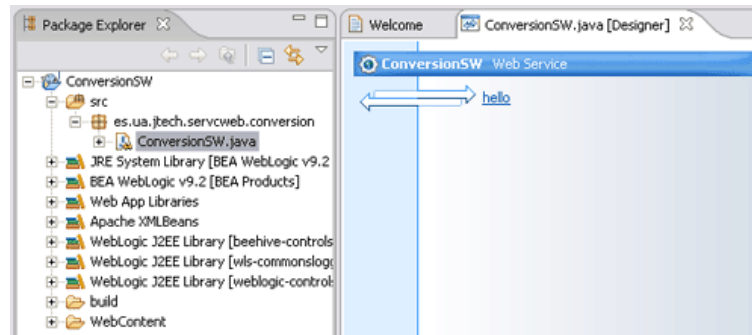 Package Explorer
Welcome
ConversionSW.java [Designer]
ConversionSW Web Service
hello
ConversionSW
src
es.ua.jtech.servcweb.conversion
ConversionSW.java
JRE System Library [BEA WebLogic v9.2
BEA WebLogic v9.2 [BEA Products]
Web App Libraries
Apache XMLBeans
WebLogic J2EE Library [beehive-controls
WebLogic J2EE Library [wls-commonslogg
WebLogic J2EE Library [weblogic-control
build
WebContent